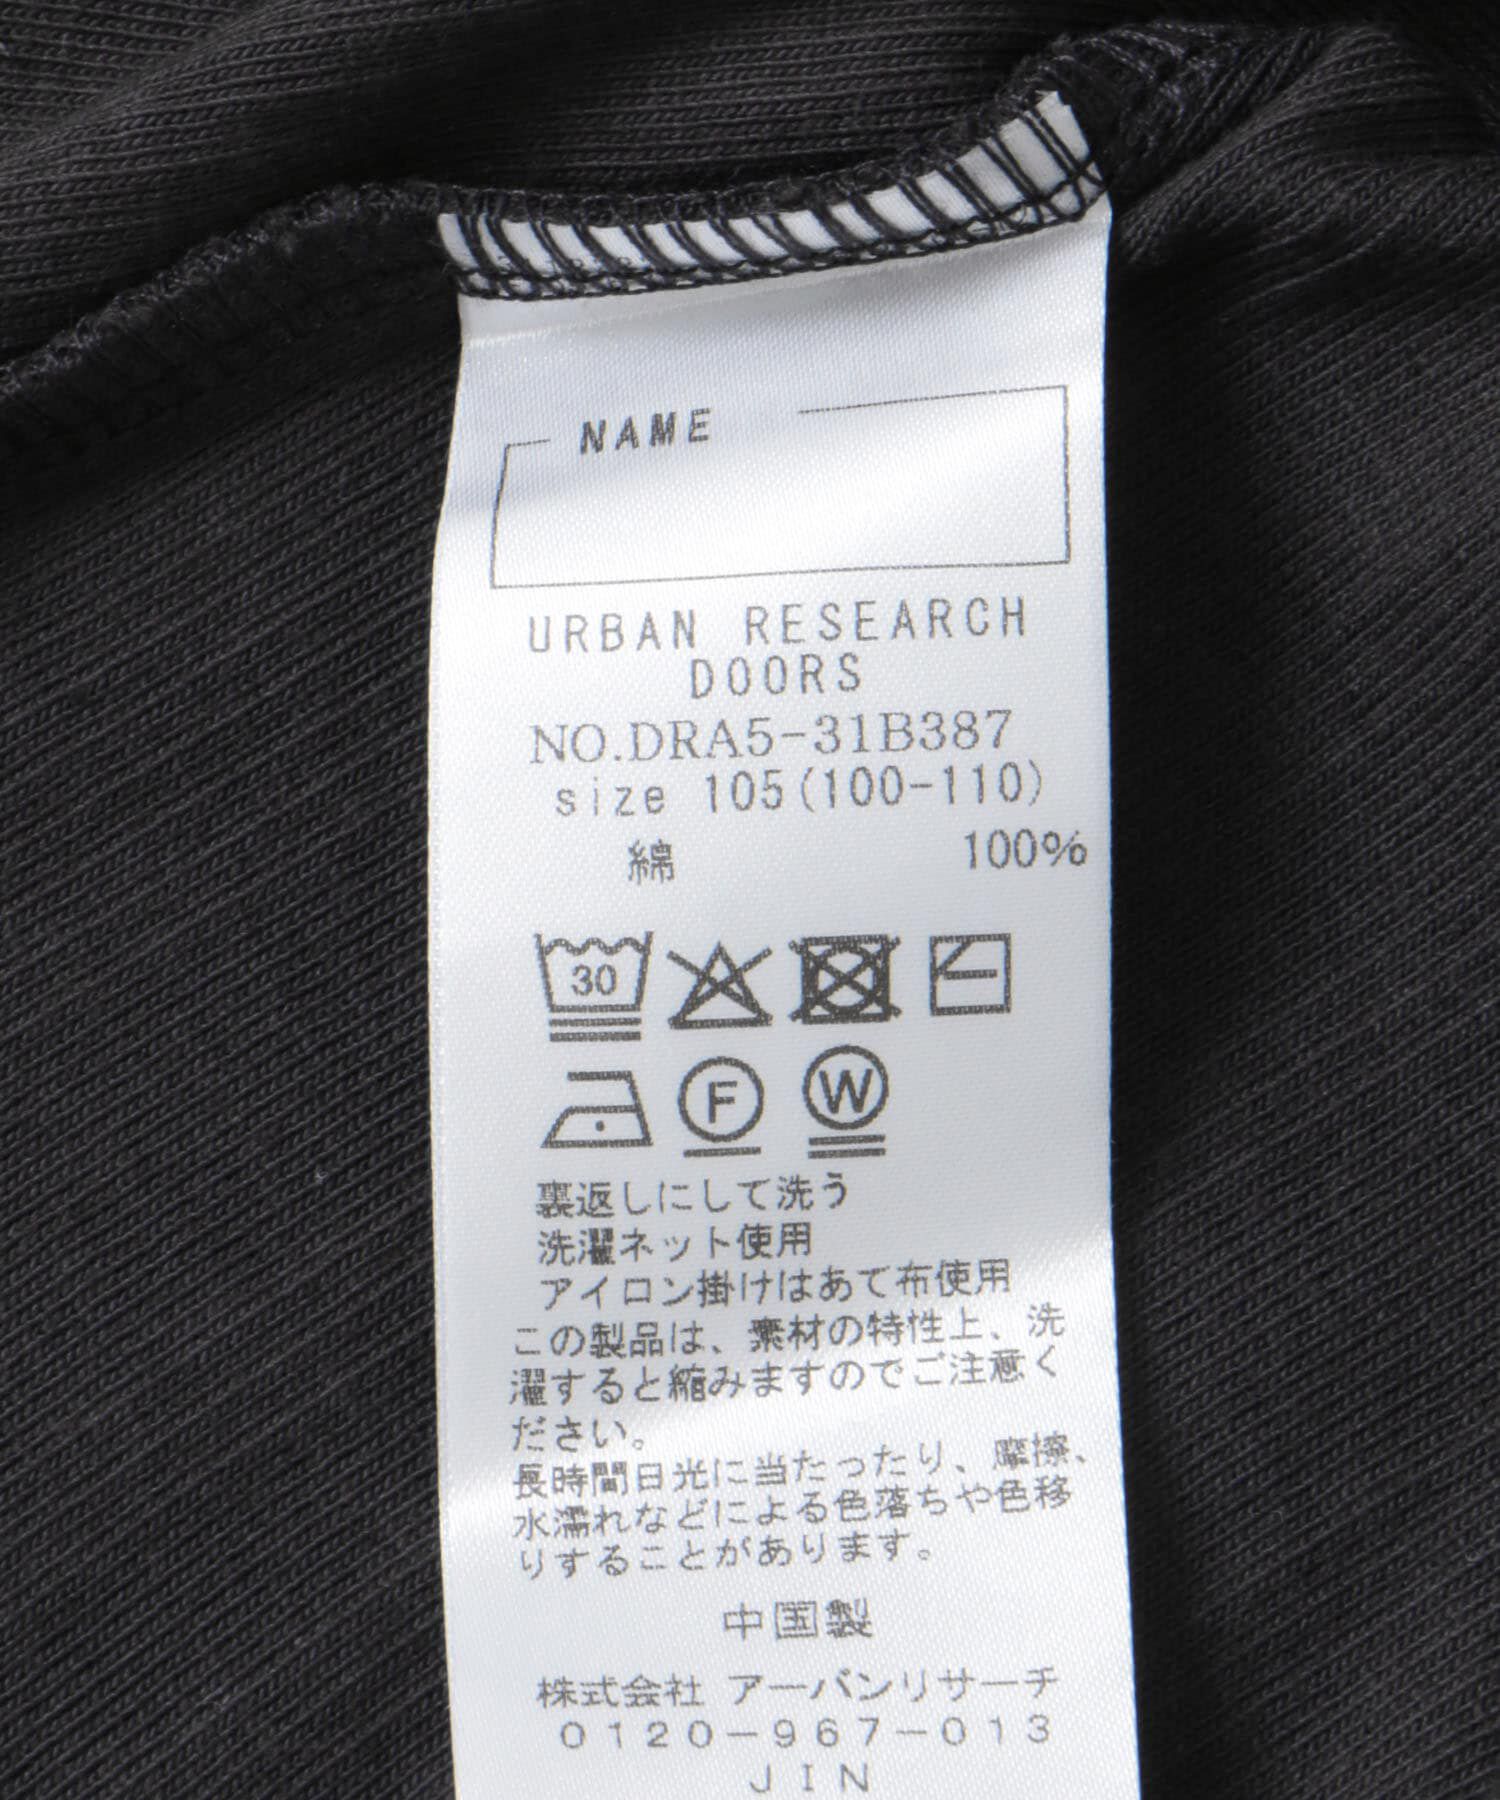 NAME
URBAN RESEARCH
DOORS
NO.DRA5-31B387
size 105(100-110)
綿 100%
30
F W
裏返しにして洗う
洗濯ネット使用
アイロン掛けはあて布使用
この製品は、素材の特性上、洗
濯すると縮みますのでご注意く
ださい。
長時間日光に当たったり、摩擦、
水濡れなどによる色落ちや色移
りすることがあります。
中国製
株式会社 アーバンリサーチ
0120-967-013
JIN